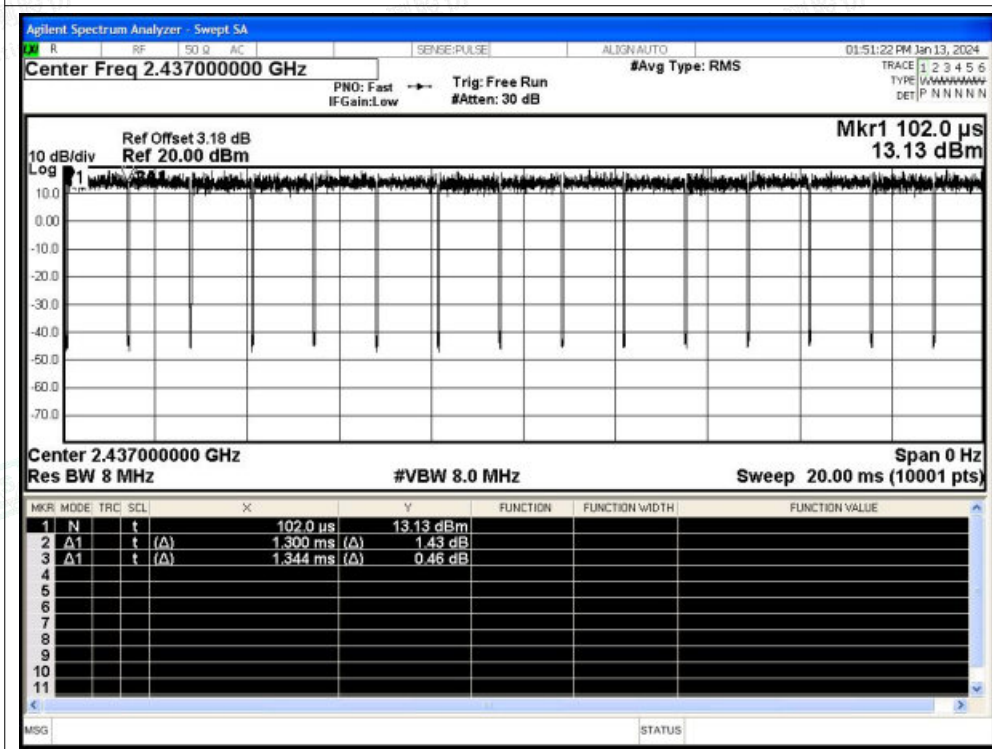 Agilent Spectrum Analyzer - Swept SA
R RF 50 Ω AC SENSE:PULSE ALIGN AUTO 01:51:22 PM Jan 13, 2024
Center Freq 2.437000000 GHz
#Avg Type: RMS
TRACE 1 2 3 4 5 6
TYPE
DET P N N N N N
PNO: Fast Trig: Free Run
IFGain:Low #Atten: 30 dB
Mkr1 102.0 µs
13.13 dBm
Ref Offset 3.18 dB
10 dB/div Ref 20.00 dBm
Log
1
10.0
0.00
-10.0
-20.0
-30.0
-40.0
-50.0
-60.0
-70.0
Center 2.437000000 GHz Span 0 Hz
Res BW 8 MHz #VBW 8.0 MHz Sweep 20.00 ms (10001 pts)
MKR MODE TRC SCL X Y FUNCTION FUNCTION WIDTH FUNCTION VALUE
1 N t 102.0 µs 13.13 dBm
2 Δ1 t (Δ) 1.300 ms (Δ) 1.43 dB
3 Δ1 t (Δ) 1.344 ms (Δ) 0.46 dB
4
5
6
7
8
9
10
11
MSG STATUS